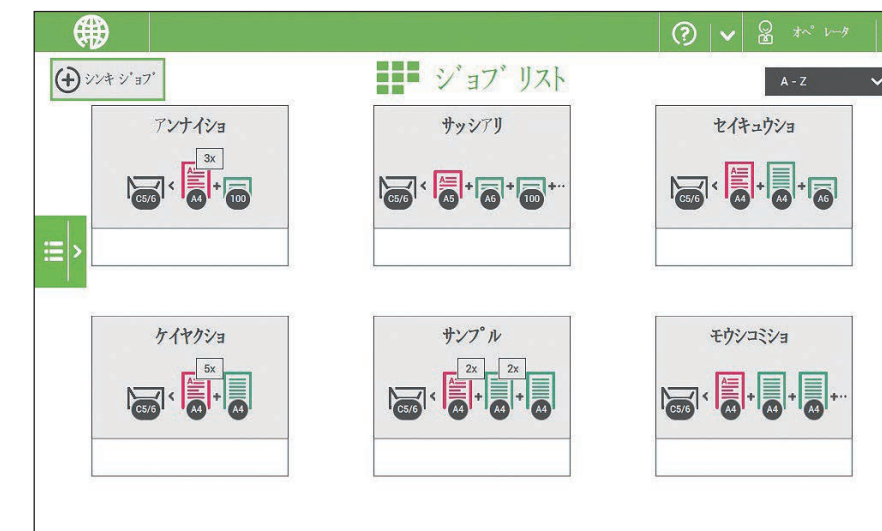 ? オペレータ
シンキ ジョブ
ジョブ リスト
A - Z
アンナイショ
3x
C5/6 < A4 + 100
サッシアリ
C5/6 < A5 + A6 + 100 +··
セイキュウショ
C5/6 < A4 + A4 + A6
ケイヤクショ
5x
C5/6 < A4 + A4
サンプル
2x 2x
C5/6 < A4 + A4 + A4
モウシコミショ
C5/6 < A4 + A4 + A4 +··